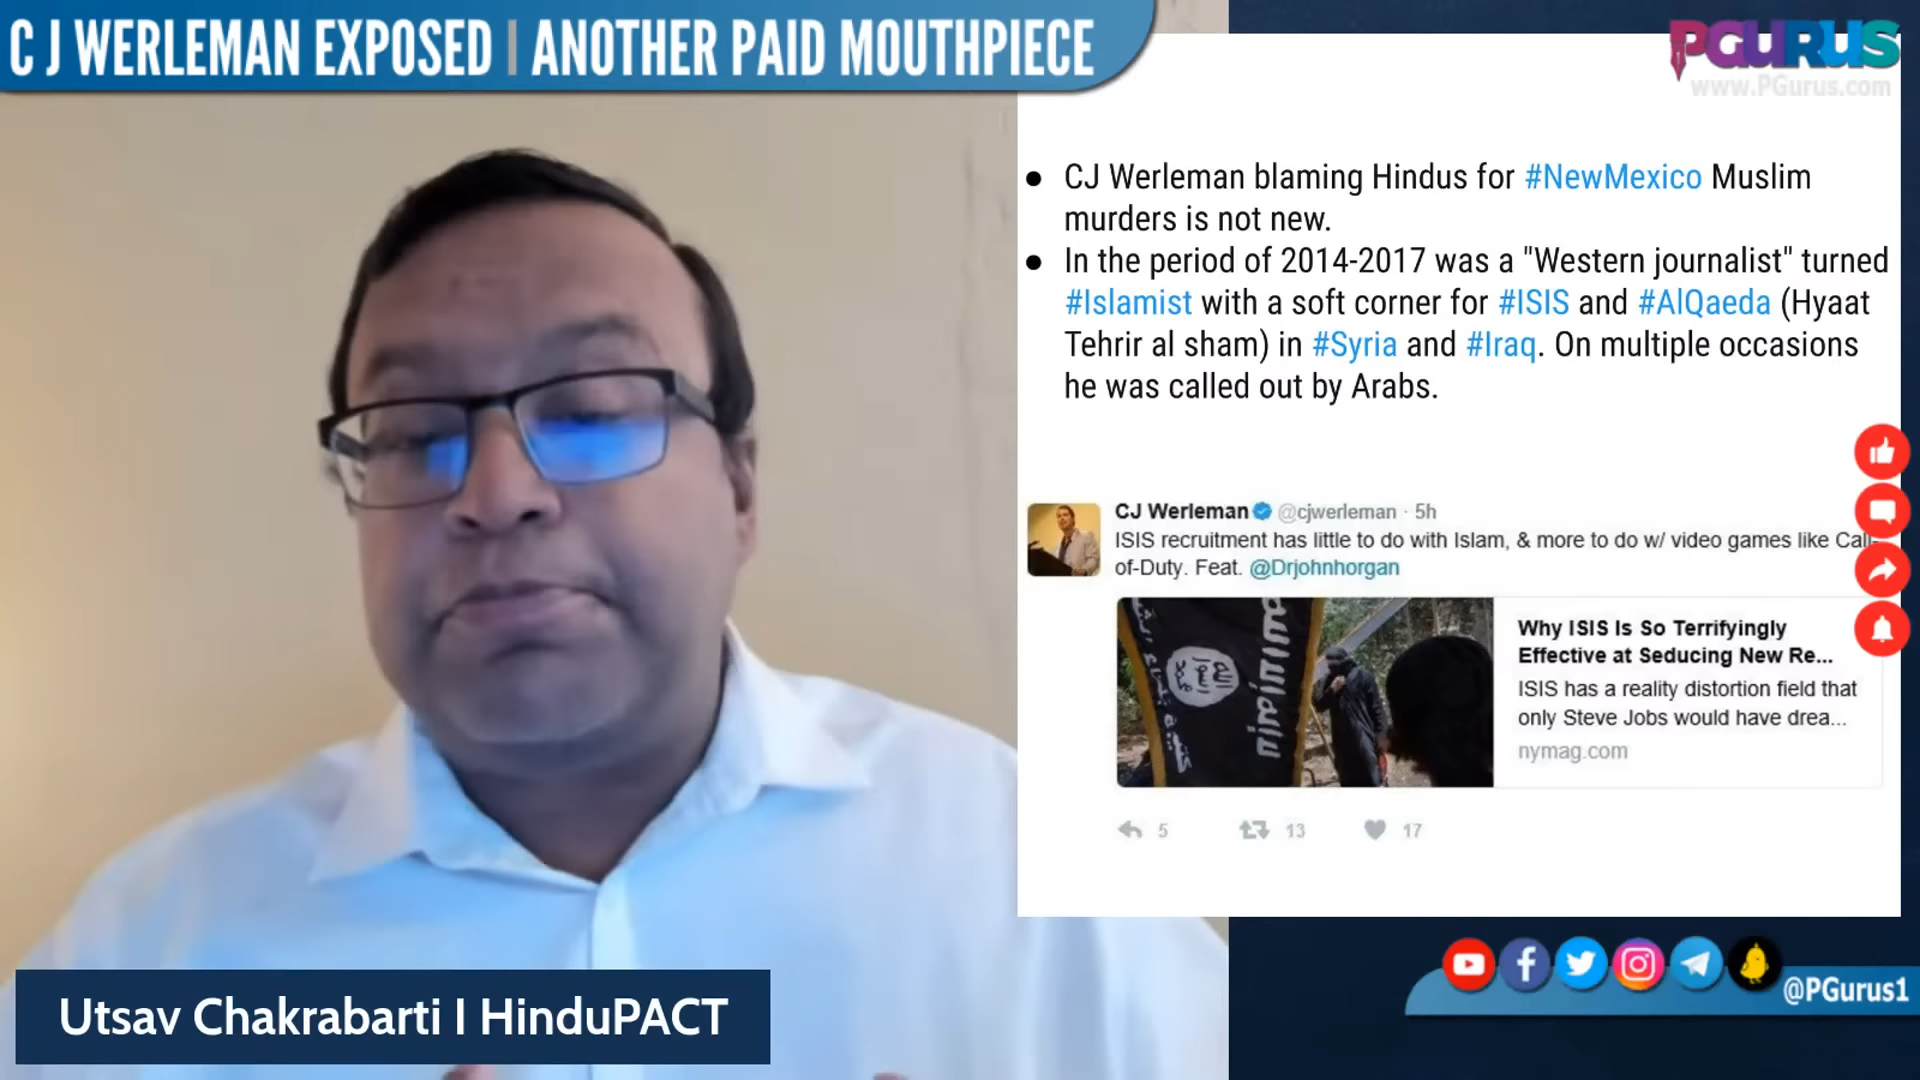 C J WERLEMAN EXPOSED | ANOTHER PAID MOUTHPIECE
PGURUS
www.PGurus.com
● CJ Werleman blaming Hindus for #NewMexico Muslim
murders is not new.
● In the period of 2014-2017 was a "Western journalist" turned
#Islamist with a soft corner for #ISIS and #AlQaeda (Hyaat
Tehrir al sham) in #Syria and #Iraq. On multiple occasions
he was called out by Arabs.
CJ Werleman @cjwerleman · 5h
ISIS recruitment has little to do with Islam, & more to do w/ video games like Call-
of-Duty. Feat. @Drjohnhorgan
Why ISIS Is So Terrifyingly
Effective at Seducing New Re...
ISIS has a reality distortion field that
only Steve Jobs would have drea...
nymag.com
5 13 17
الله
رسول
محمد
Utsav Chakrabarti I HinduPACT
@PGurus1